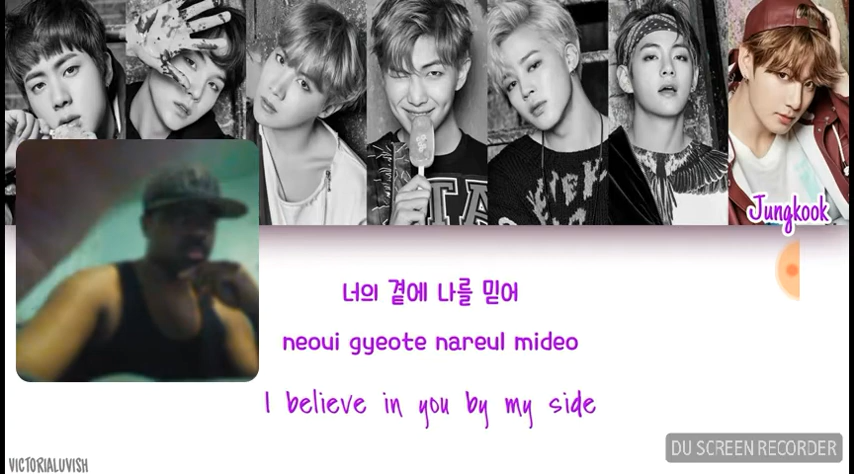 Jungkook
너의 곁에 나를 믿어
neoui gyeote nareul mideo
I believe in you by my side
DU SCREEN RECORDER
VICTORIALUVISH